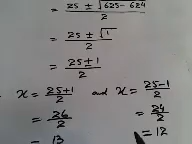 = 25 ± √625-624 / 2
= 25 ± √1 / 2
= 25±1 / 2
x = 25+1 / 2 and x = 25-1 / 2
= 26 / 2 = 24 / 2
= 13 = 12